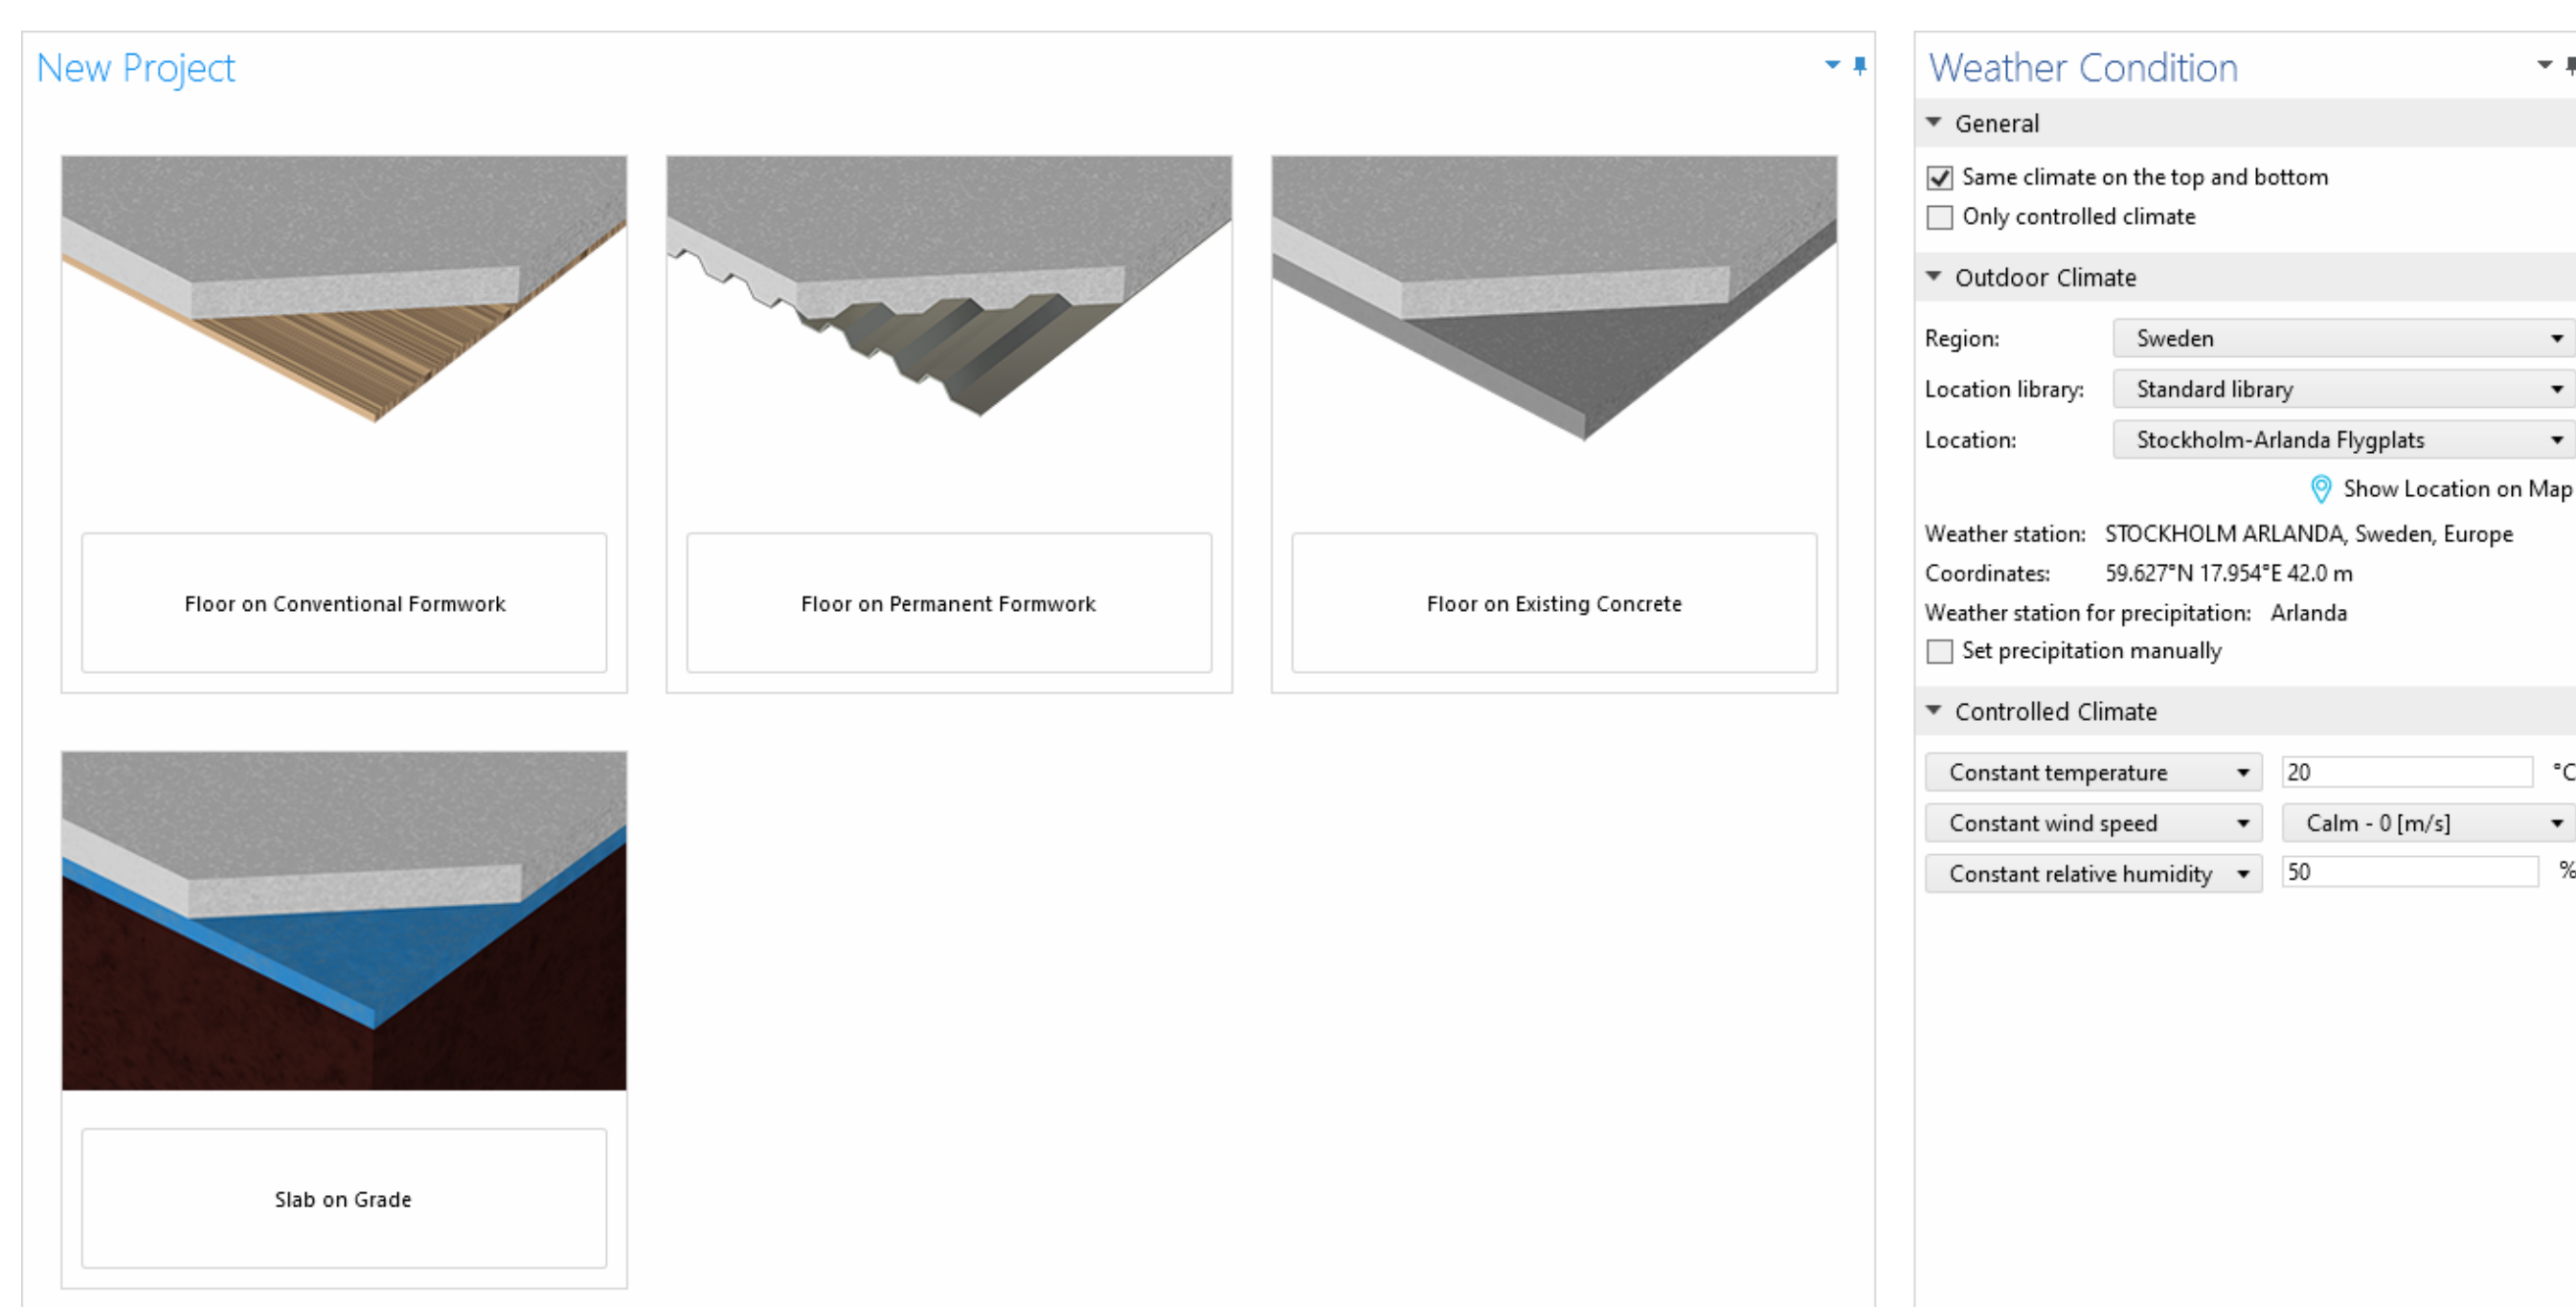 New Project
Floor on Conventional Formwork
Floor on Permanent Formwork
Floor on Existing Concrete
Slab on Grade
Weather Condition
General
Same climate on the top and bottom
Only controlled climate
Outdoor Climate
Region: Sweden
Location library: Standard library
Location: Stockholm-Arlanda Flygplats
Show Location on Map
Weather station: STOCKHOLM ARLANDA, Sweden, Europe
Coordinates: 59.627°N 17.954°E 42.0 m
Weather station for precipitation: Arlanda
Set precipitation manually
Controlled Climate
Constant temperature 20 °C
Constant wind speed Calm - 0 [m/s]
Constant relative humidity 50 %